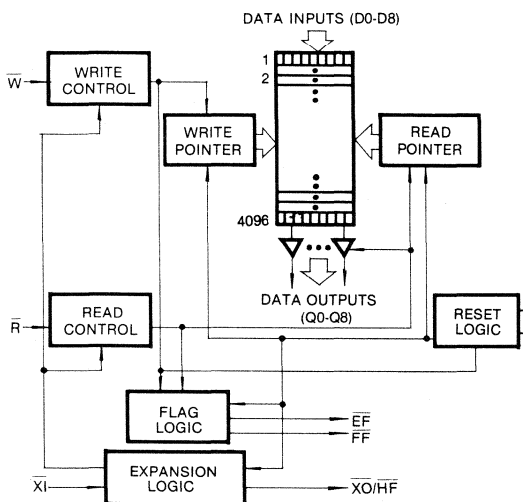 DATA INPUTS (D0-D8)
1
2
W̅
WRITE
CONTROL
WRITE
POINTER
READ
POINTER
4096
DATA OUTPUTS
(Q0-Q8)
R̅
READ
CONTROL
RESET
LOGIC
FLAG
LOGIC
E̅F̅
F̅F̅
X̅I̅
EXPANSION
LOGIC
X̅O̅/H̅F̅